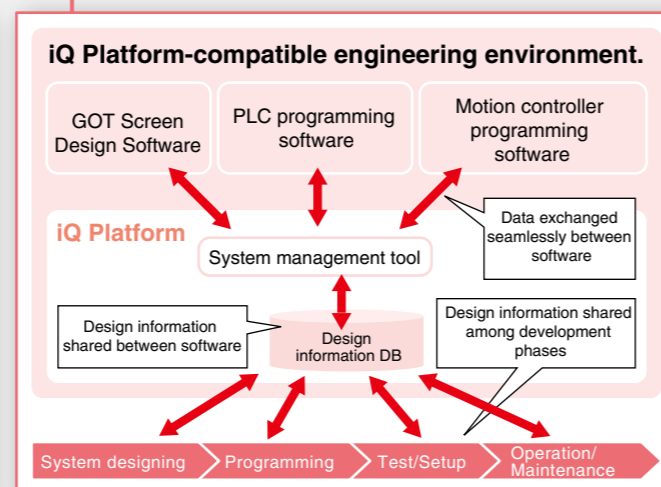 iQ Platform-compatible engineering environment.
GOT Screen
Design Software
PLC programming
software
Motion controller
programming
software
iQ Platform
System management tool
Data exchanged
seamlessly between
software
Design information
shared between software
Design
information DB
Design information shared
among development
phases
System designing
Programming
Test/Setup
Operation/
Maintenance